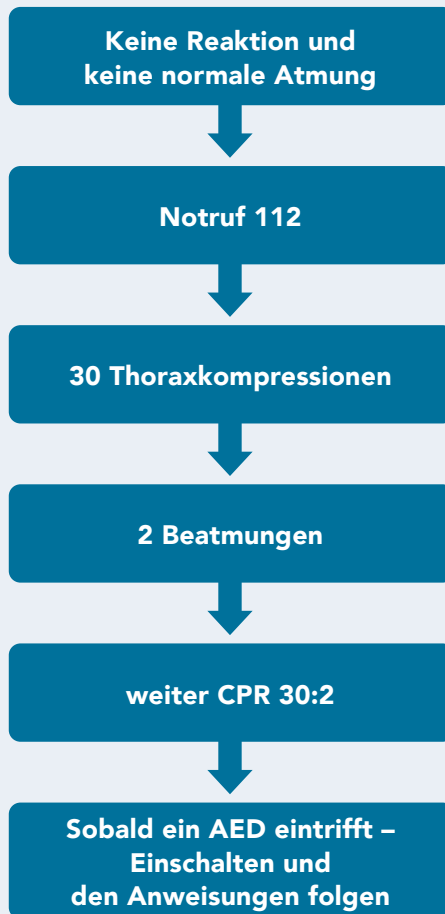 Keine Reaktion und
keine normale Atmung
Notruf 112
30 Thoraxkompressionen
2 Beatmungen
weiter CPR 30:2
Sobald ein AED eintrifft –
Einschalten und
den Anweisungen folgen